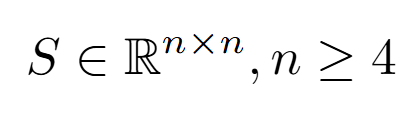 S ∈ ℝ^{n×n}, n ≥ 4